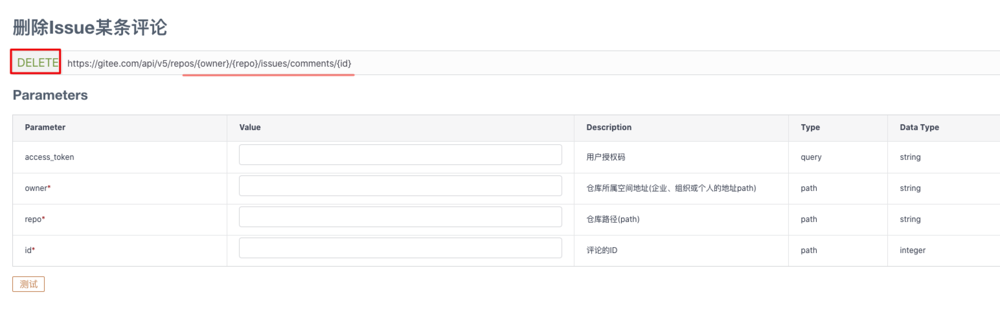 删除Issue某条评论
DELETE https://gitee.com/api/v5/repos/{owner}/{repo}/issues/comments/{id}
Parameters
Parameter Value Description Type Data Type
access_token 用户授权码 query string
owner* 仓库所属空间地址(企业、组织或个人的地址path) path string
repo* 仓库路径(path) path string
id* 评论的ID path integer
测试